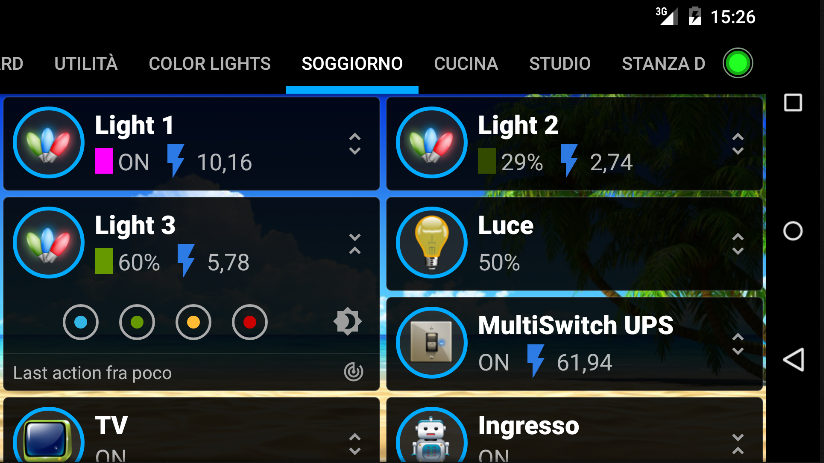 3G 15:26
RD UTILITÀ COLOR LIGHTS SOGGIORNO CUCINA STUDIO STANZA D
Light 1
ON 10,16
Light 2
29% 2,74
Light 3
60% 5,78
Luce
50%
MultiSwitch UPS
ON 61,94
Last action fra poco
TV
ON
Ingresso
ON